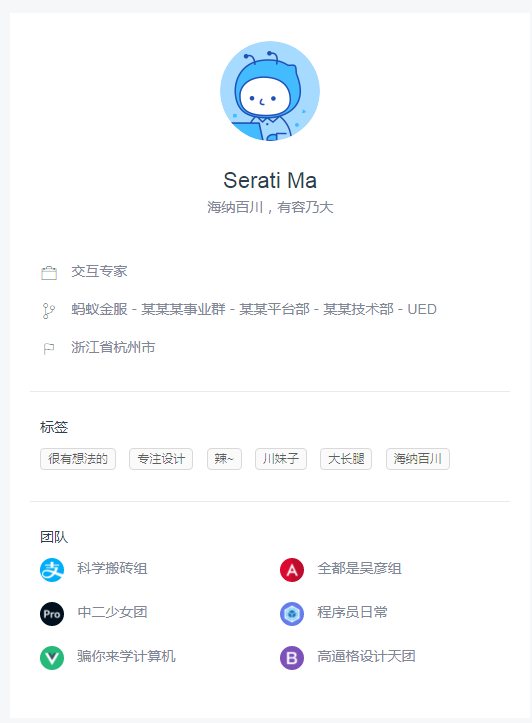 Serati Ma
海纳百川，有容乃大
交互专家
蚂蚁金服 - 某某某事业群 - 某某平台部 - 某某技术部 - UED
浙江省杭州市
标签
很有想法的 专注设计 辣~ 川妹子 大长腿 海纳百川
团队
支 科学搬砖组 A 全都是吴彦组
Pro 中二少女团 程序员日常
骗你来学计算机 B 高逼格设计天团